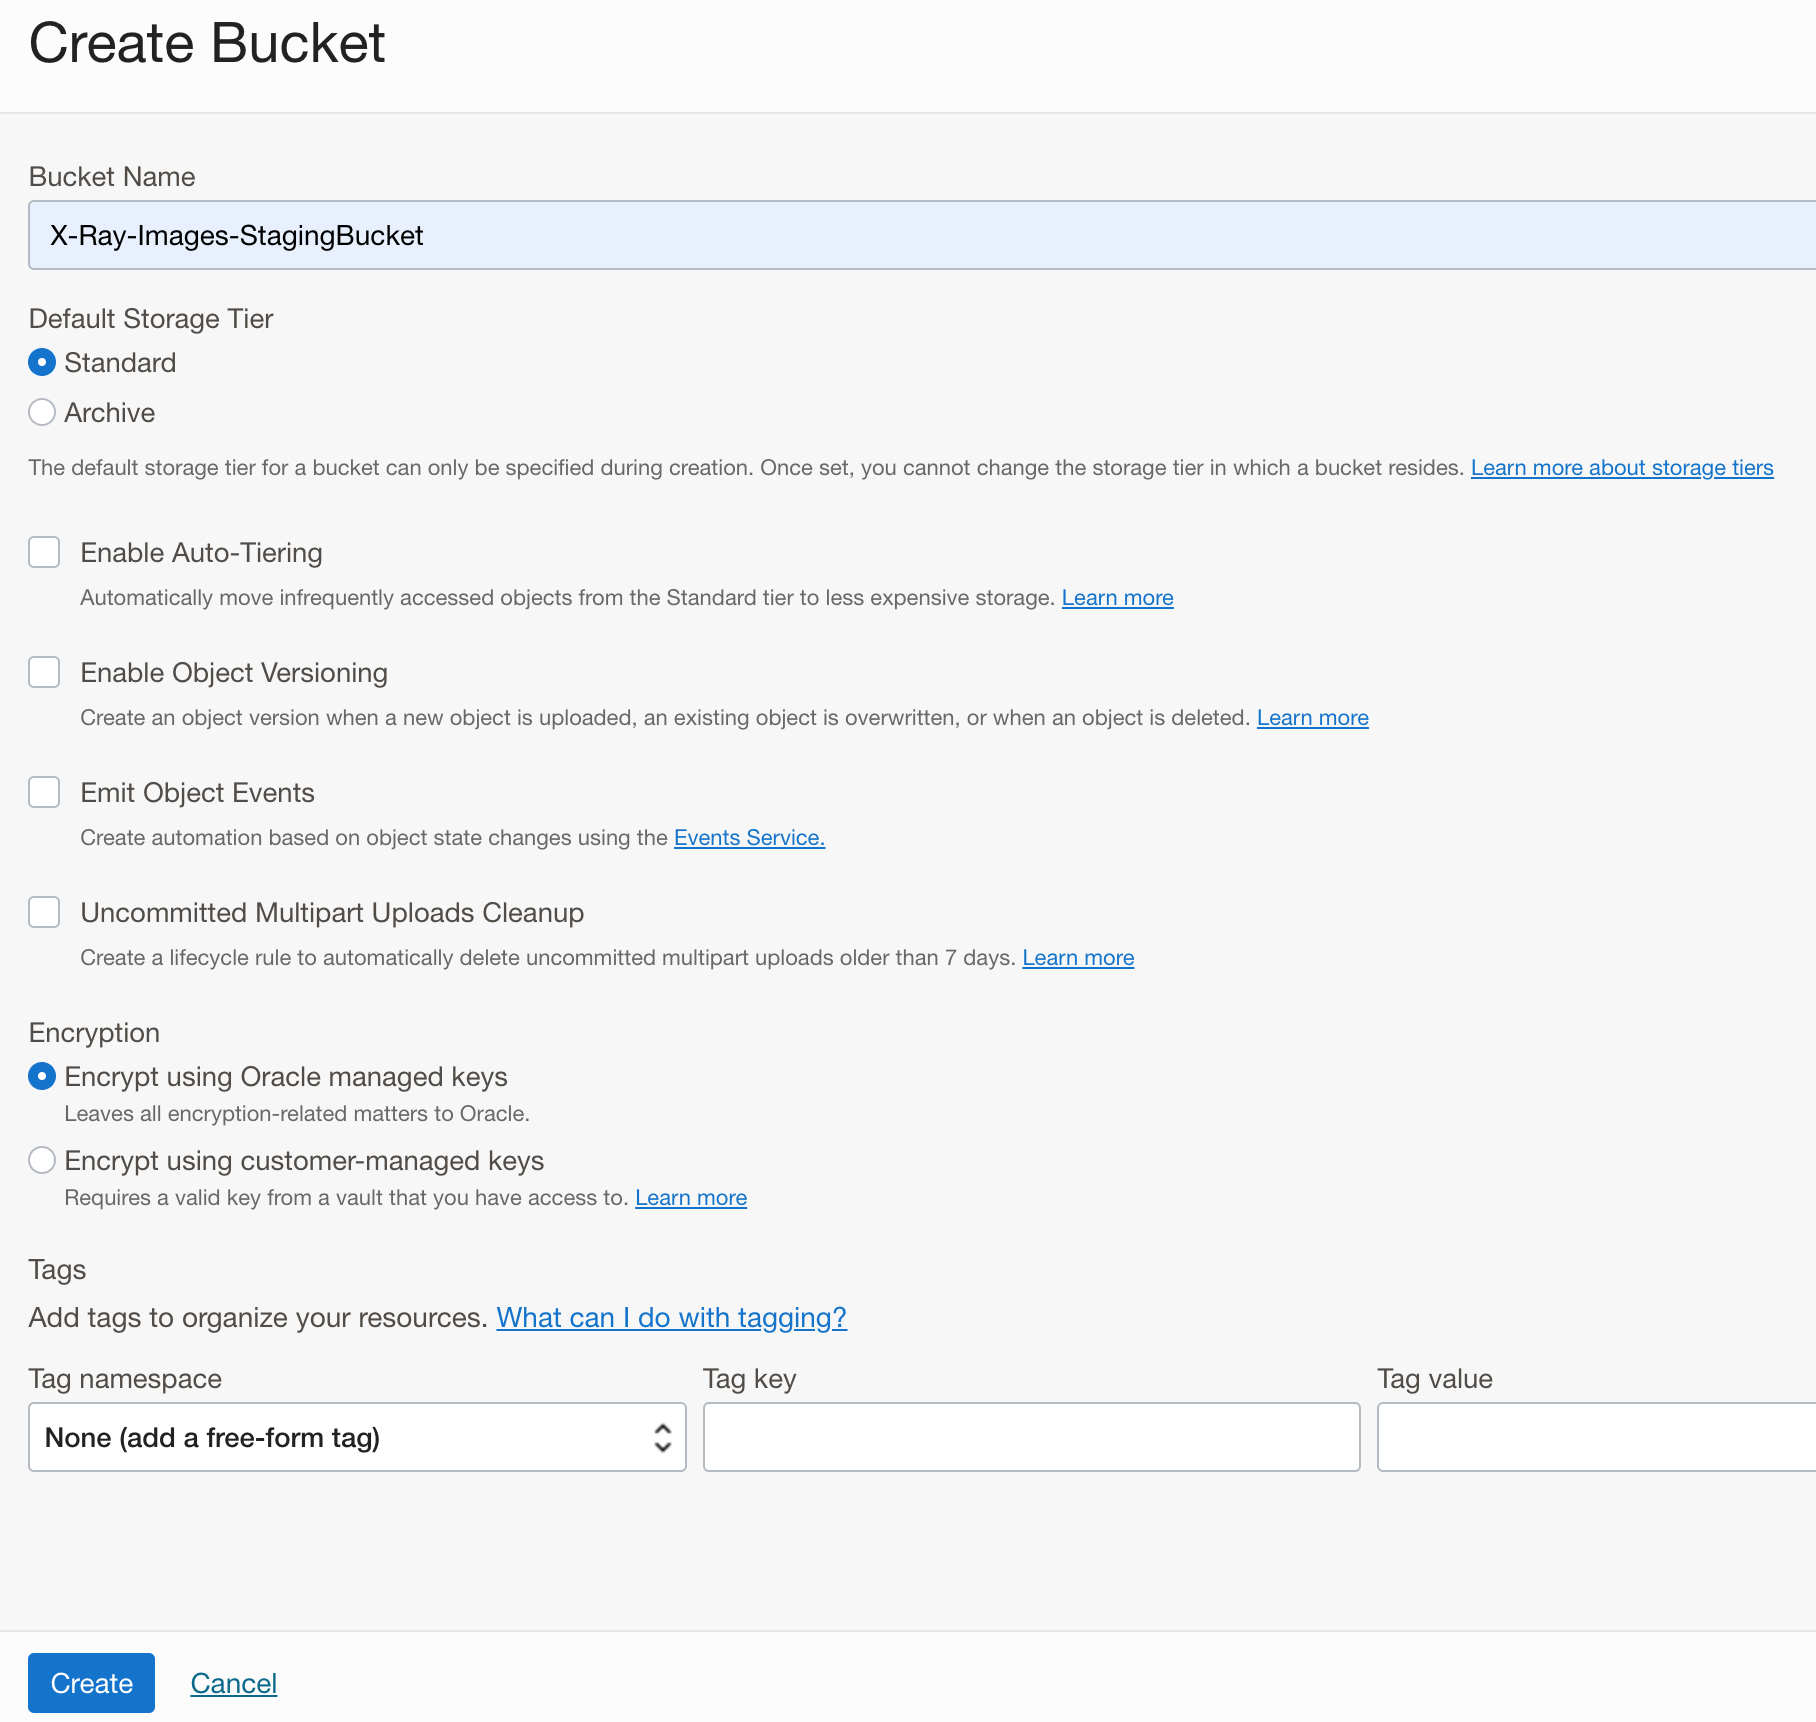 Create Bucket
Bucket Name
X-Ray-Images-StagingBucket
Default Storage Tier
Standard
Archive
The default storage tier for a bucket can only be specified during creation. Once set, you cannot change the storage tier in which a bucket resides. Learn more about storage tiers
Enable Auto-Tiering
Automatically move infrequently accessed objects from the Standard tier to less expensive storage. Learn more
Enable Object Versioning
Create an object version when a new object is uploaded, an existing object is overwritten, or when an object is deleted. Learn more
Emit Object Events
Create automation based on object state changes using the Events Service.
Uncommitted Multipart Uploads Cleanup
Create a lifecycle rule to automatically delete uncommitted multipart uploads older than 7 days. Learn more
Encryption
Encrypt using Oracle managed keys
Leaves all encryption-related matters to Oracle.
Encrypt using customer-managed keys
Requires a valid key from a vault that you have access to. Learn more
Tags
Add tags to organize your resources. What can I do with tagging?
Tag namespace Tag key Tag value
None (add a free-form tag)
Create Cancel